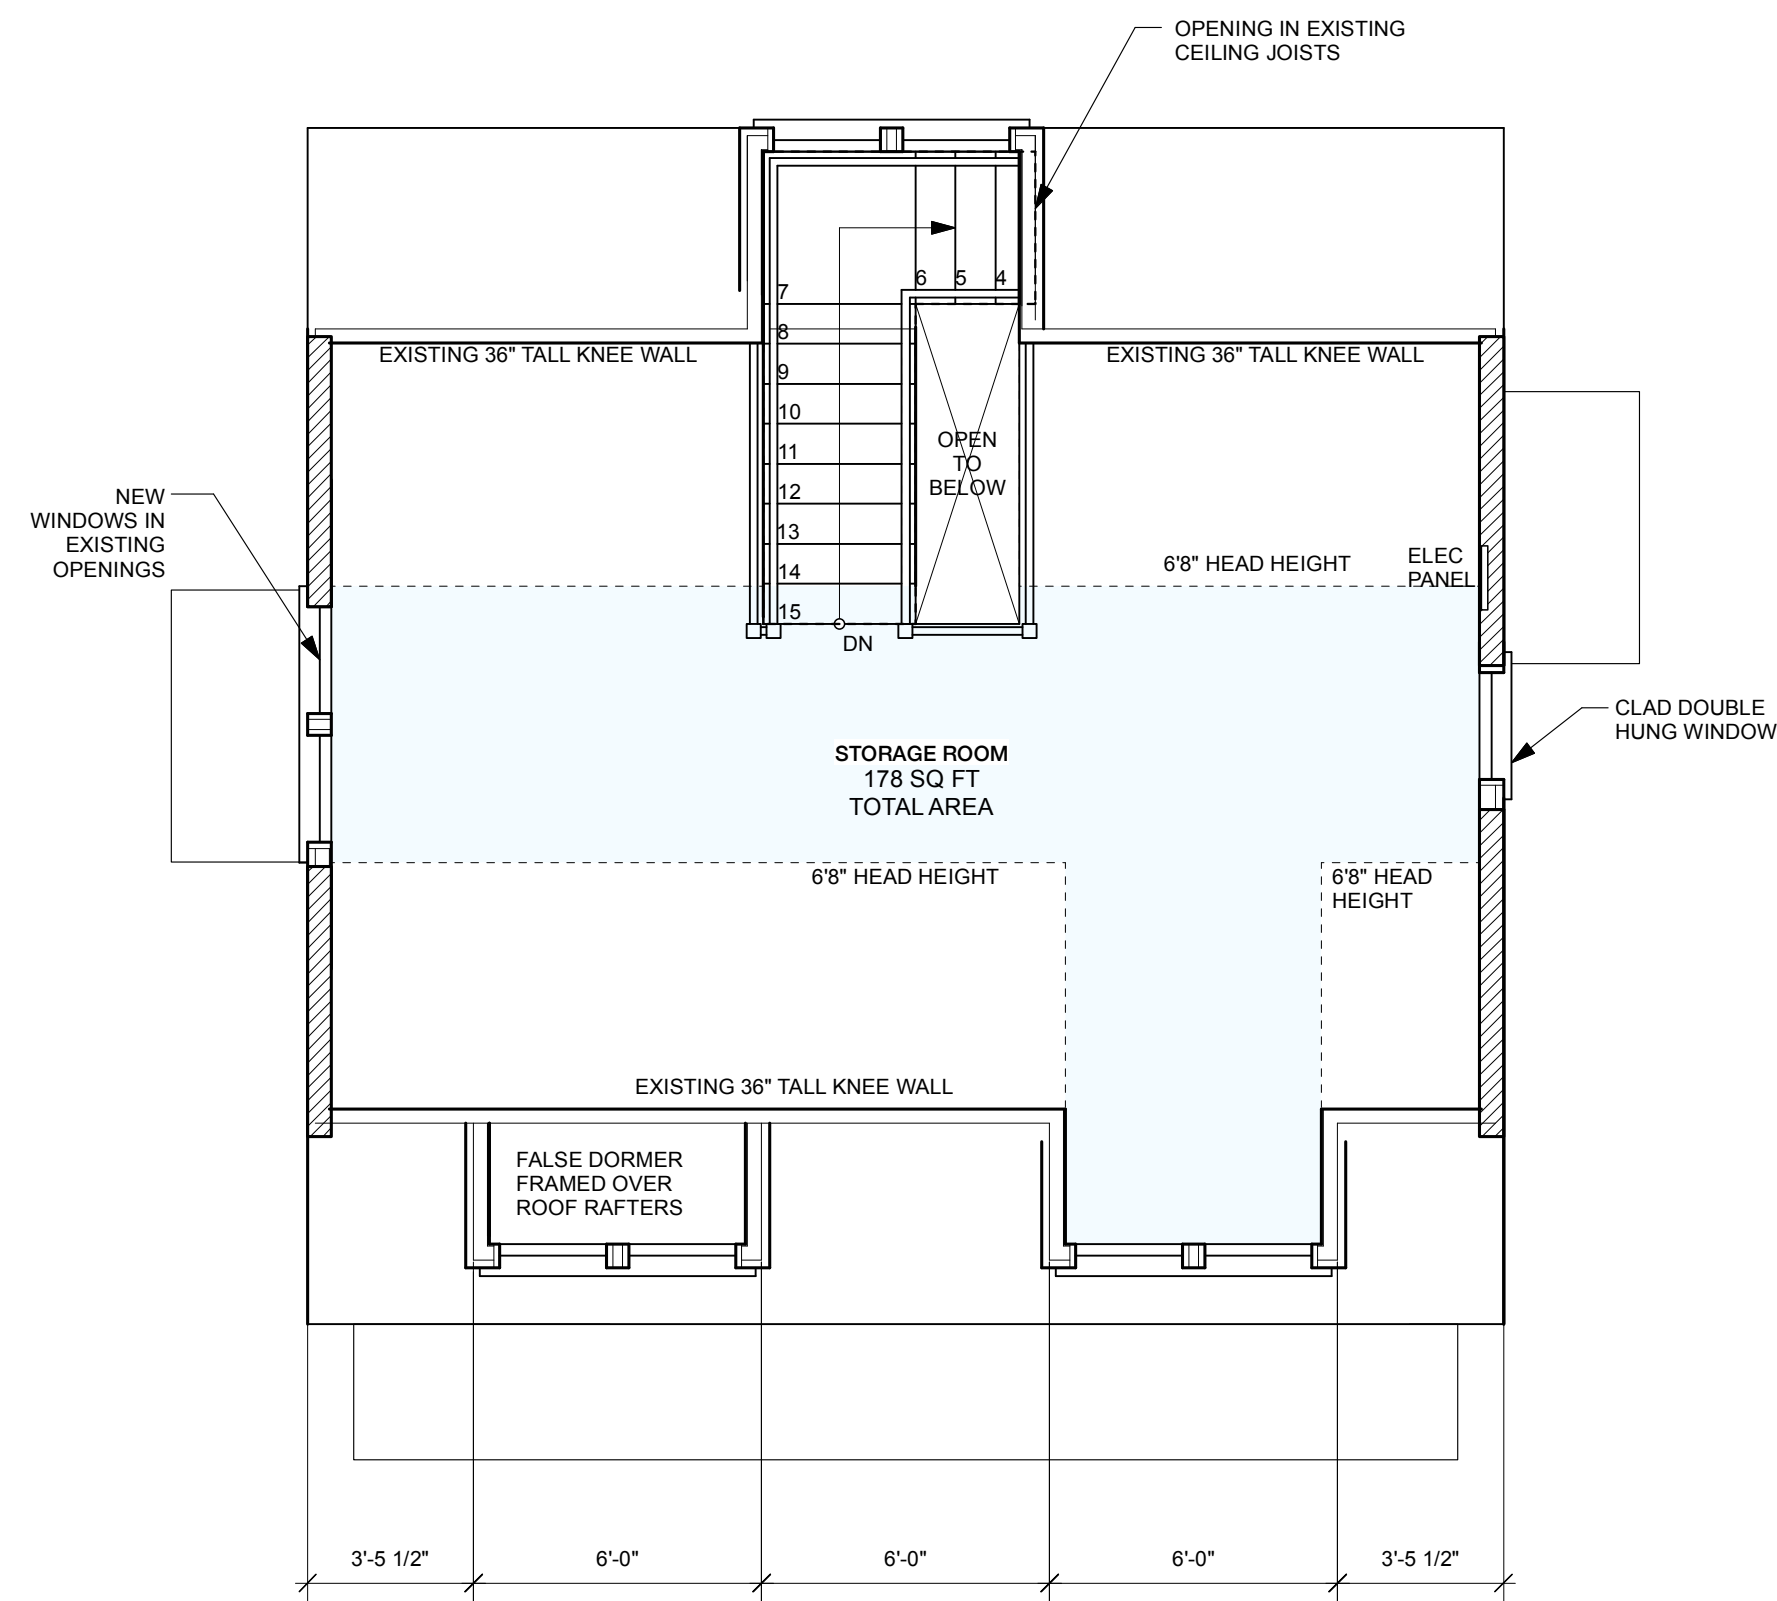 OPENING IN EXISTING
CEILING JOISTS
6 5 4
7
8
EXISTING 36" TALL KNEE WALL
EXISTING 36" TALL KNEE WALL
9
10
11
12
13
14
15
OPEN
TO
BELOW
DN
NEW
WINDOWS IN
EXISTING
OPENINGS
6'8" HEAD HEIGHT
ELEC
PANEL
CLAD DOUBLE
HUNG WINDOW
STORAGE ROOM
178 SQ FT
TOTAL AREA
6'8" HEAD HEIGHT
6'8" HEAD
HEIGHT
EXISTING 36" TALL KNEE WALL
FALSE DORMER
FRAMED OVER
ROOF RAFTERS
3'-5 1/2"
6'-0"
6'-0"
6'-0"
3'-5 1/2"